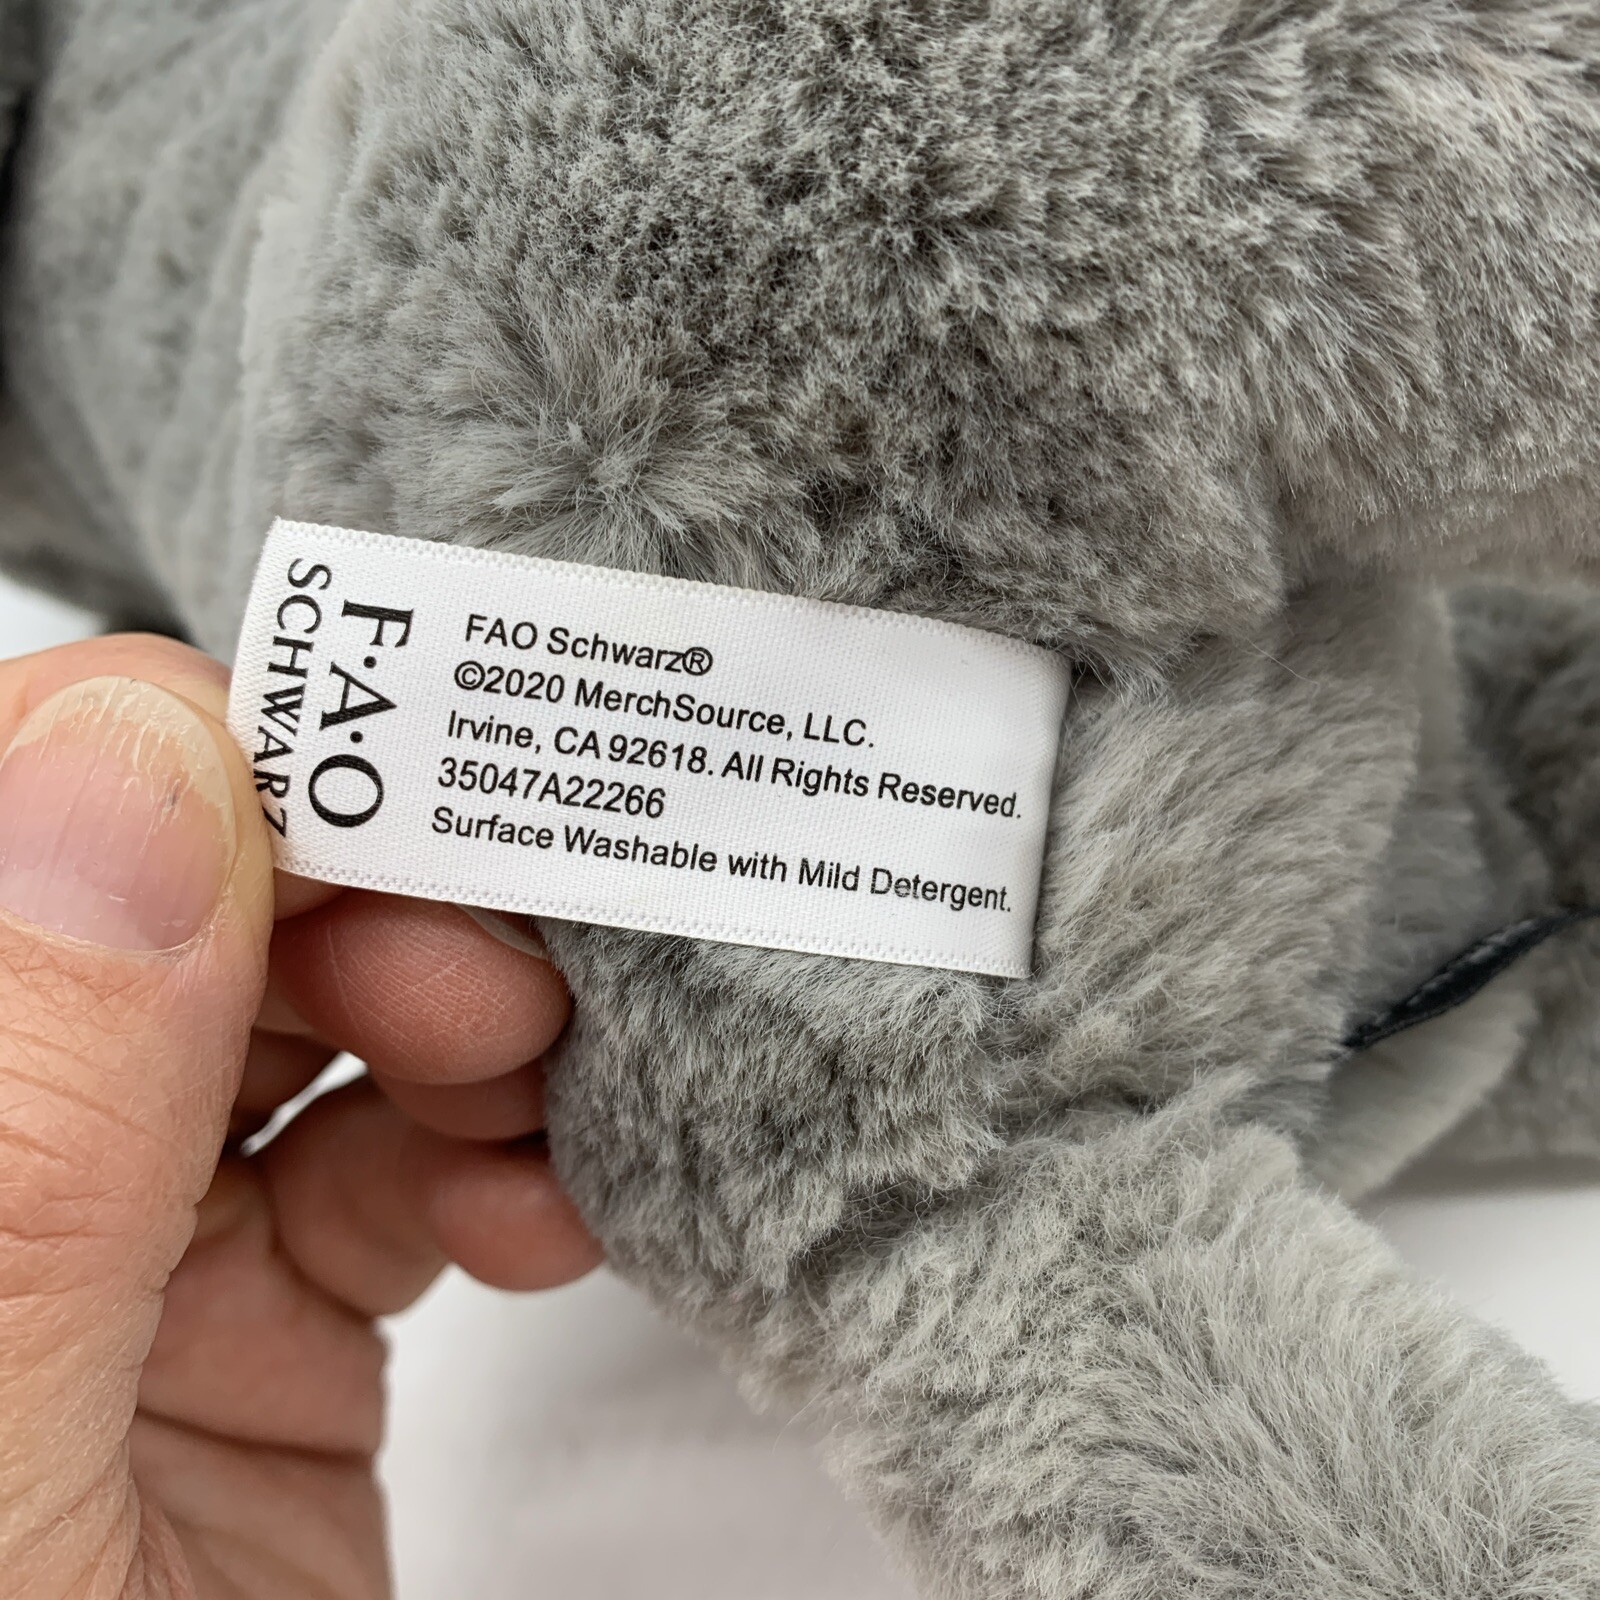 F·A·O
SCHWARZ
FAO Schwarz®
©2020 MerchSource, LLC.
Irvine, CA 92618. All Rights Reserved.
35047A22266
Surface Washable with Mild Detergent.